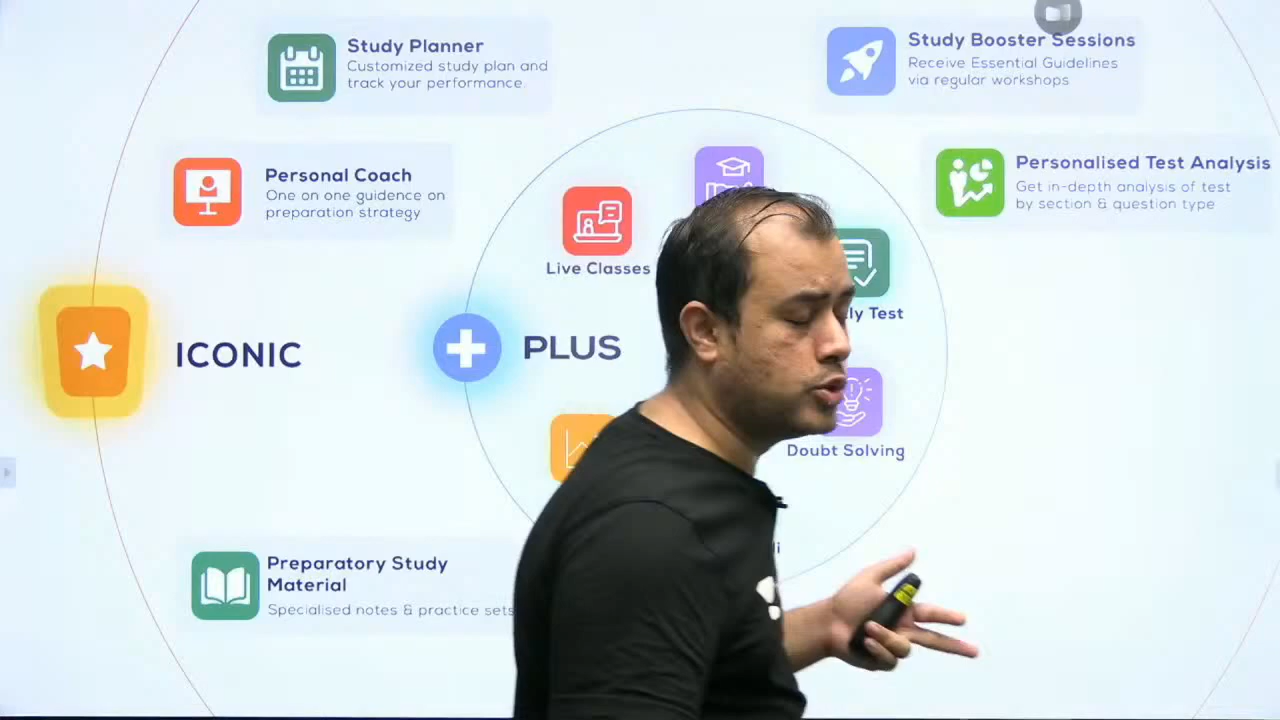 Study Planner
Customized study plan and
track your performance.
Study Booster Sessions
Receive Essential Guidelines
via regular workshops
Personal Coach
One on one guidance on
preparation strategy
Personalised Test Analysis
Get in-depth analysis of test
by section & question type
Live Classes
Test
ICONIC
PLUS
Doubt Solving
Preparatory Study
Material
Specialised notes & practice sets